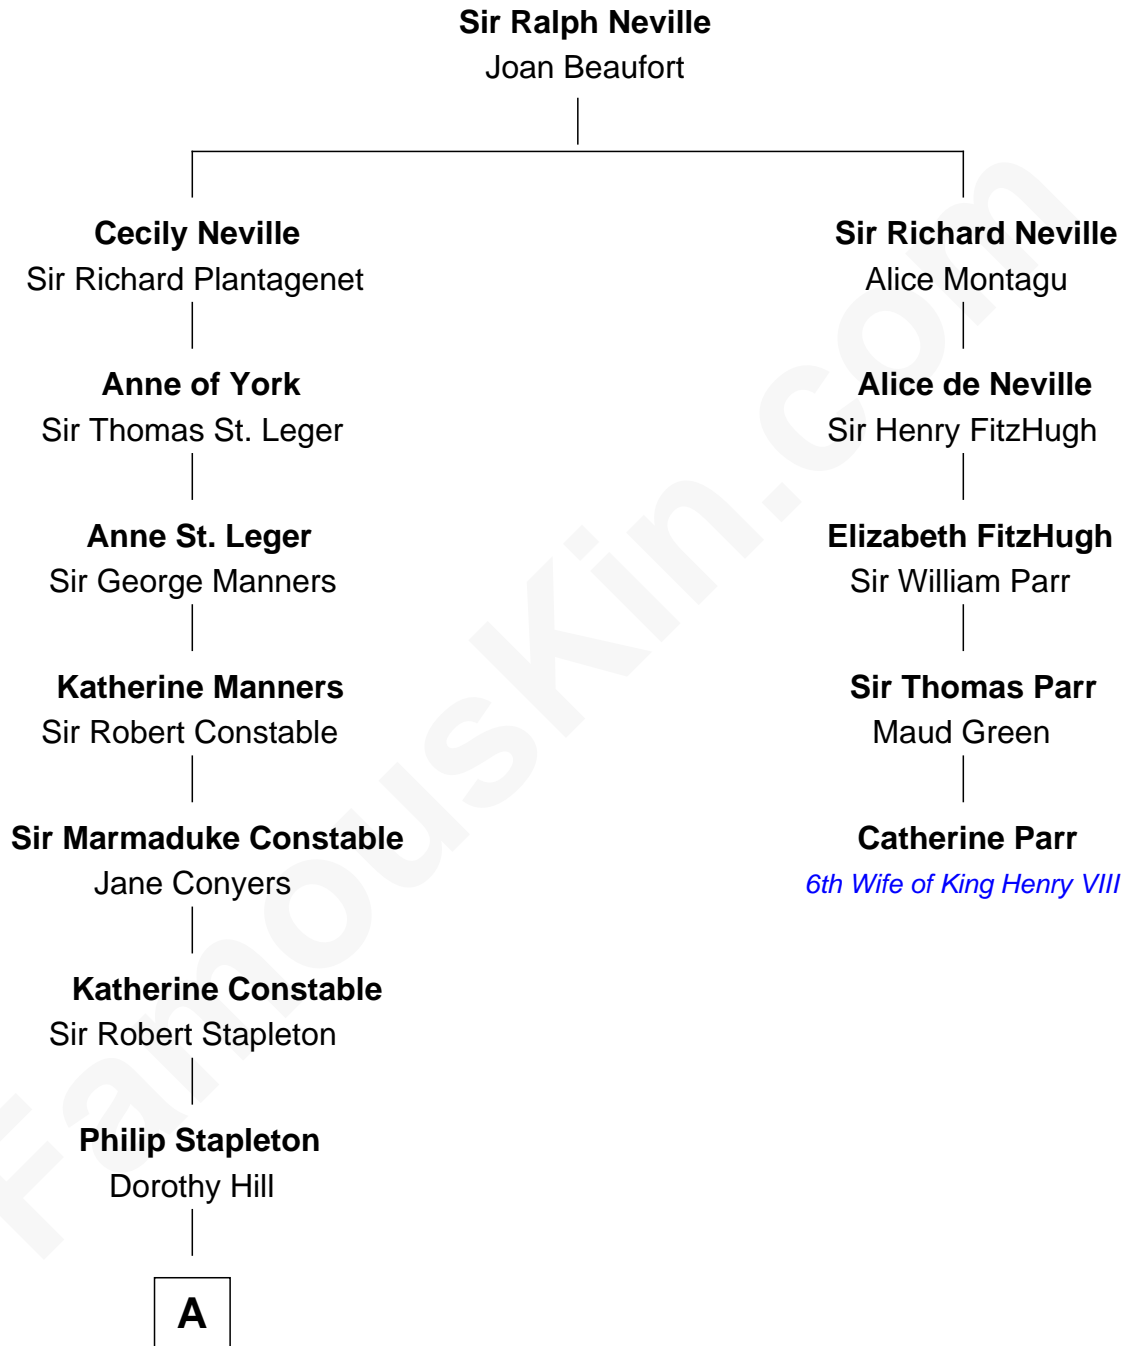 Sir Ralph Neville
Joan Beaufort
Cecily Neville
Sir Richard Plantagenet
Sir Richard Neville
Alice Montagu
Anne of York
Sir Thomas St. Leger
Alice de Neville
Sir Henry FitzHugh
Anne St. Leger
Sir George Manners
Elizabeth FitzHugh
Sir William Parr
Katherine Manners
Sir Robert Constable
Sir Thomas Parr
Maud Green
Sir Marmaduke Constable
Jane Conyers
Catherine Parr
6th Wife of King Henry VIII
Katherine Constable
Sir Robert Stapleton
Philip Stapleton
Dorothy Hill
A
FamousKin.com